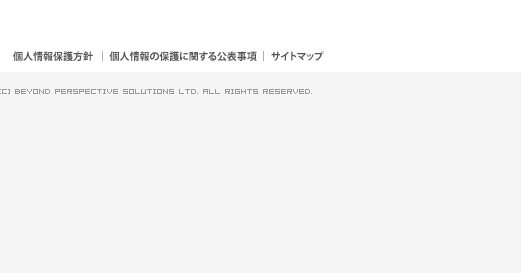 個人情報保護方針 | 個人情報の保護に関する公表事項 | サイトマップ
(C) BEYOND PERSPECTIVE SOLUTIONS LTD. ALL RIGHTS RESERVED.